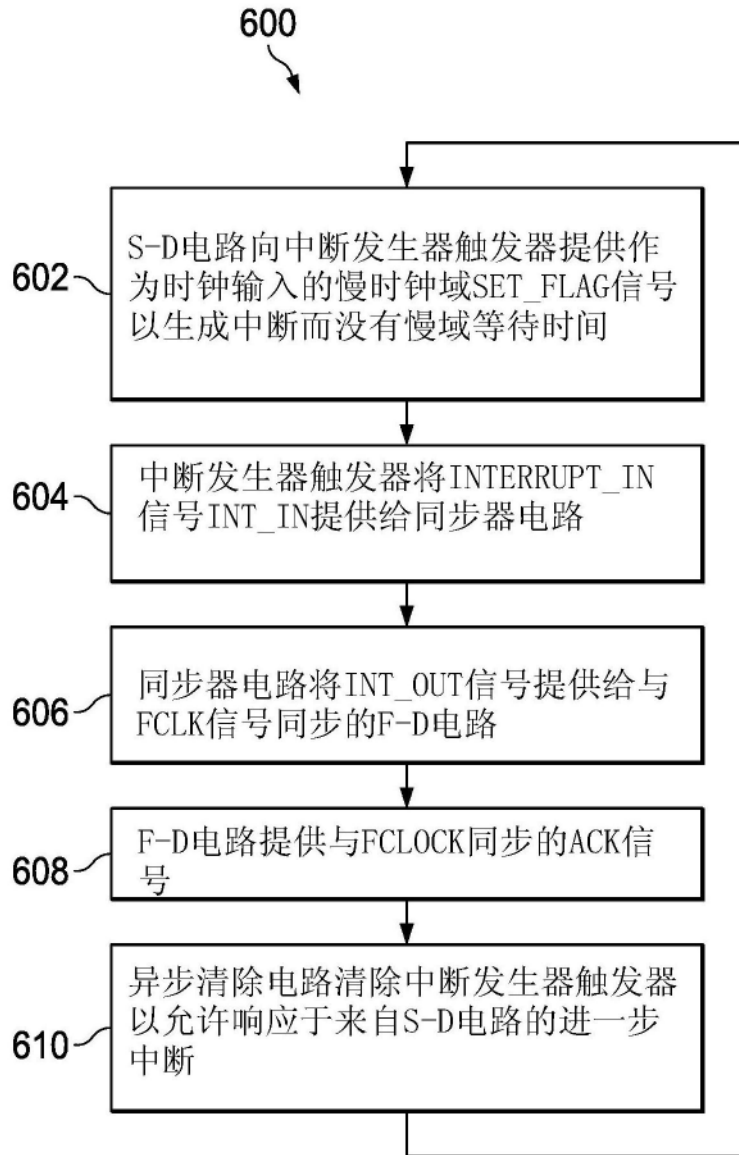 600
602
S-D电路向中断发生器触发器提供作
为时钟输入的慢时钟域SET_FLAG信号
以生成中断而没有慢域等待时间
604
中断发生器触发器将INTERRUPT_IN
信号INT_IN提供给同步器电路
606
同步器电路将INT_OUT信号提供给与
FCLK信号同步的F-D电路
608
F-D电路提供与FCLOCK同步的ACK信
号
610
异步清除电路清除中断发生器触发器
以允许响应于来自S-D电路的进一步
中断